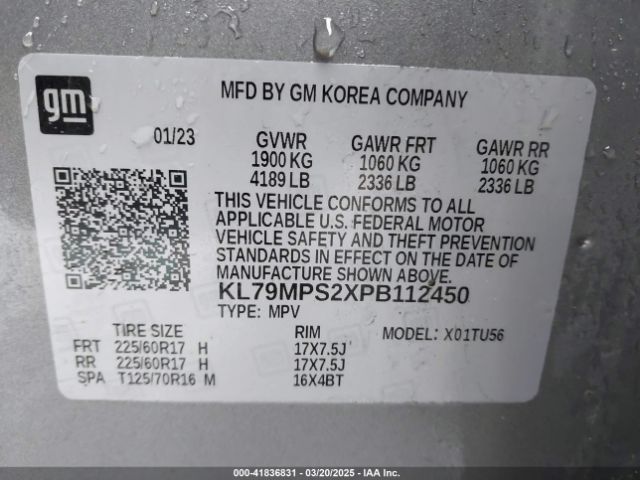 gm
MFD BY GM KOREA COMPANY
01/23
GVWR GAWR FRT GAWR RR
1900 KG 1060 KG 1060 KG
4189 LB 2336 LB 2336 LB
THIS VEHICLE CONFORMS TO ALL
APPLICABLE U.S. FEDERAL MOTOR
VEHICLE SAFETY AND THEFT PREVENTION
STANDARDS IN EFFECT ON THE DATE OF
MANUFACTURE SHOWN ABOVE.
KL79MPS2XPB112450
TYPE: MPV
TIRE SIZE RIM MODEL: X01TU56
FRT 225/60R17 H 17X7.5J
RR 225/60R17 H 17X7.5J
SPA T125/70R16 M 16X4BT
000-41836831 - 03/20/2025 - IAA Inc.